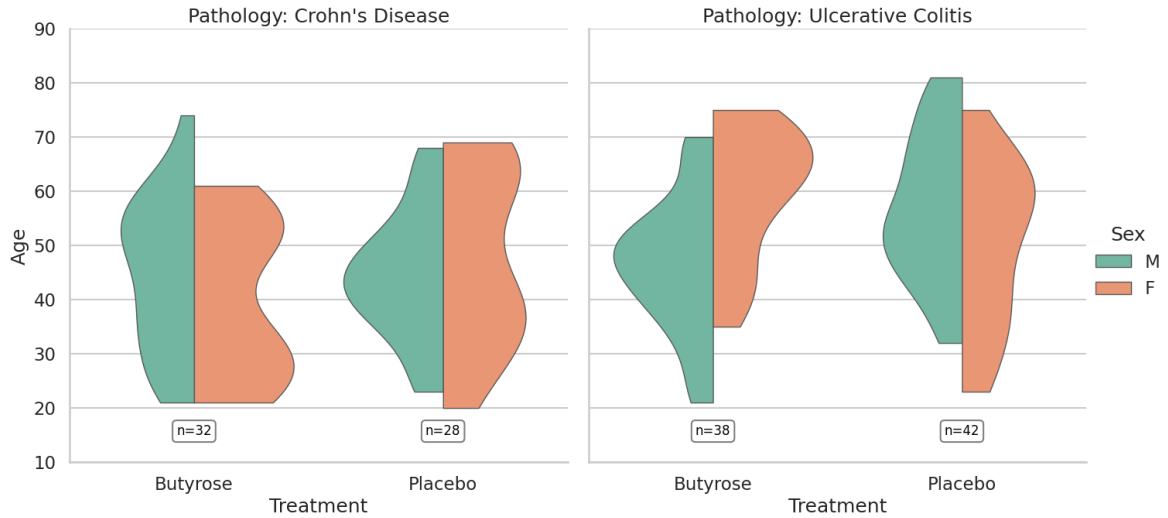 Pathology: Crohn's Disease
Pathology: Ulcerative Colitis
90
80
70
60
50
40
30
20
10
Age
n=32
n=28
n=38
n=42
Butyrose
Placebo
Butyrose
Placebo
Treatment
Treatment
Sex
M
F